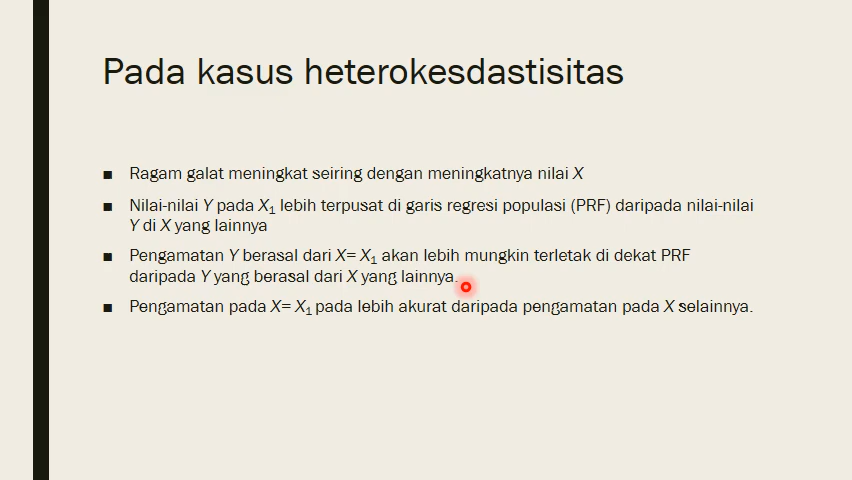 Pada kasus heterokesdastisitas
■ Ragam galat meningkat seiring dengan meningkatnya nilai X
■ Nilai-nilai Y pada X₁ lebih terpusat di garis regresi populasi (PRF) daripada nilai-nilai
Y di X yang lainnya
■ Pengamatan Y berasal dari X= X₁ akan lebih mungkin terletak di dekat PRF
daripada Y yang berasal dari X yang lainnya.
■ Pengamatan pada X= X₁ pada lebih akurat daripada pengamatan pada X selainnya.